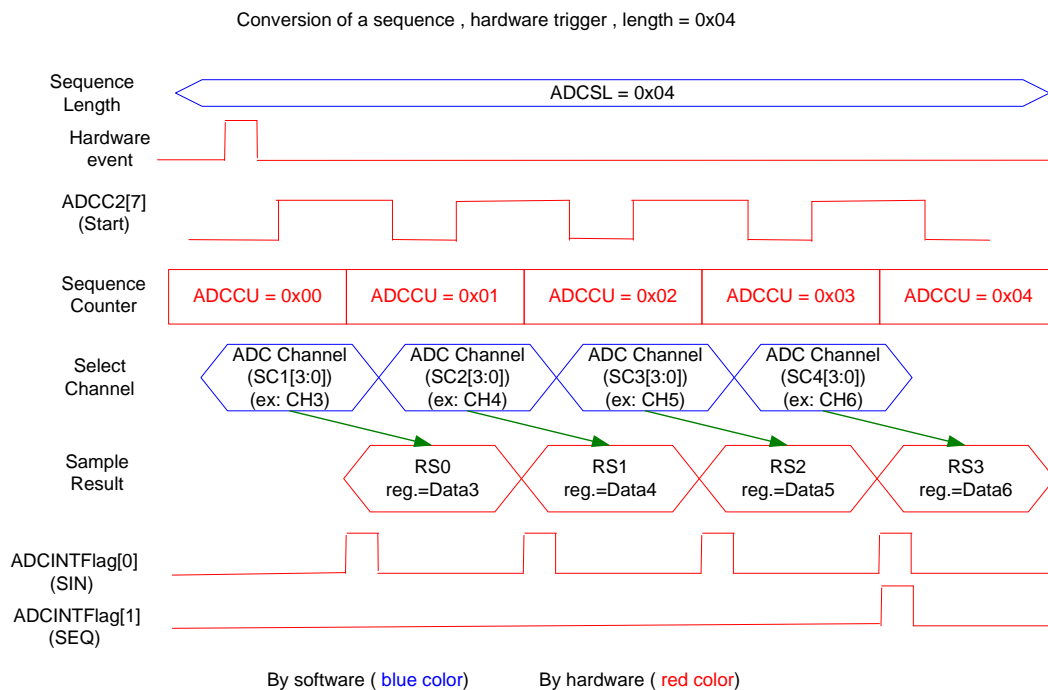 Conversion of a sequence , hardware trigger , length = 0x04
Sequence
Length
ADCSL = 0x04
Hardware
event
ADCC2[7]
(Start)
Sequence
Counter
ADCCU = 0x00
ADCCU = 0x01
ADCCU = 0x02
ADCCU = 0x03
ADCCU = 0x04
Select
Channel
ADC Channel
(SC1[3:0])
(ex: CH3)
ADC Channel
(SC2[3:0])
(ex: CH4)
ADC Channel
(SC3[3:0])
(ex: CH5)
ADC Channel
(SC4[3:0])
(ex: CH6)
Sample
Result
RS0
reg.=Data3
RS1
reg.=Data4
RS2
reg.=Data5
RS3
reg.=Data6
ADCINTFlag[0]
(SIN)
ADCINTFlag[1]
(SEQ)
By software ( blue color)
By hardware ( red color)